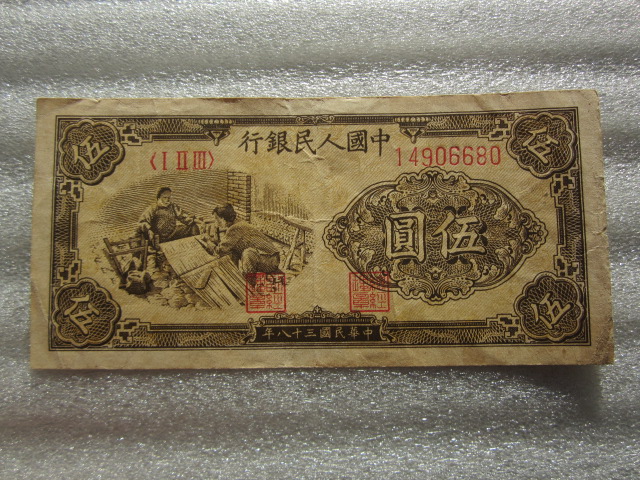 伍
伍
中國人民銀行
〈I II III〉
14906680
伍圓
伍
伍
中華民國三十八年